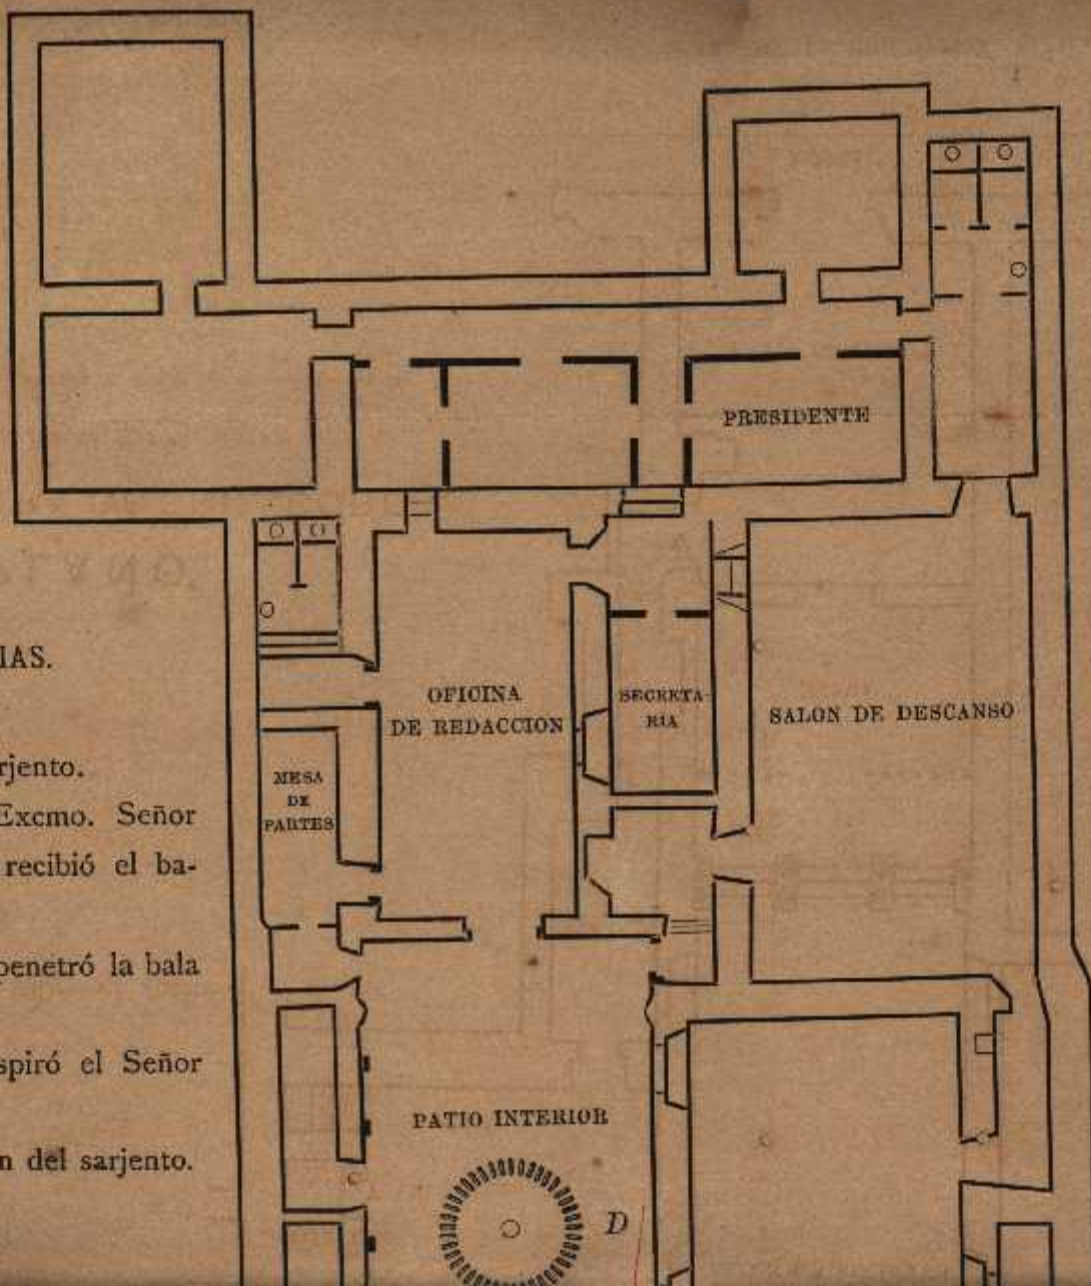 PRESIDENTE
OFICINA
DE REDACCION
SECRETA-
RIA
SALON DE DESCANSO
MESA
DE
PARTES
IAS.
rjento.
Excmo. Señor
recibió el ba-
penetró la bala
spiró el Señor
n del sarjento.
PATIO INTERIOR
D